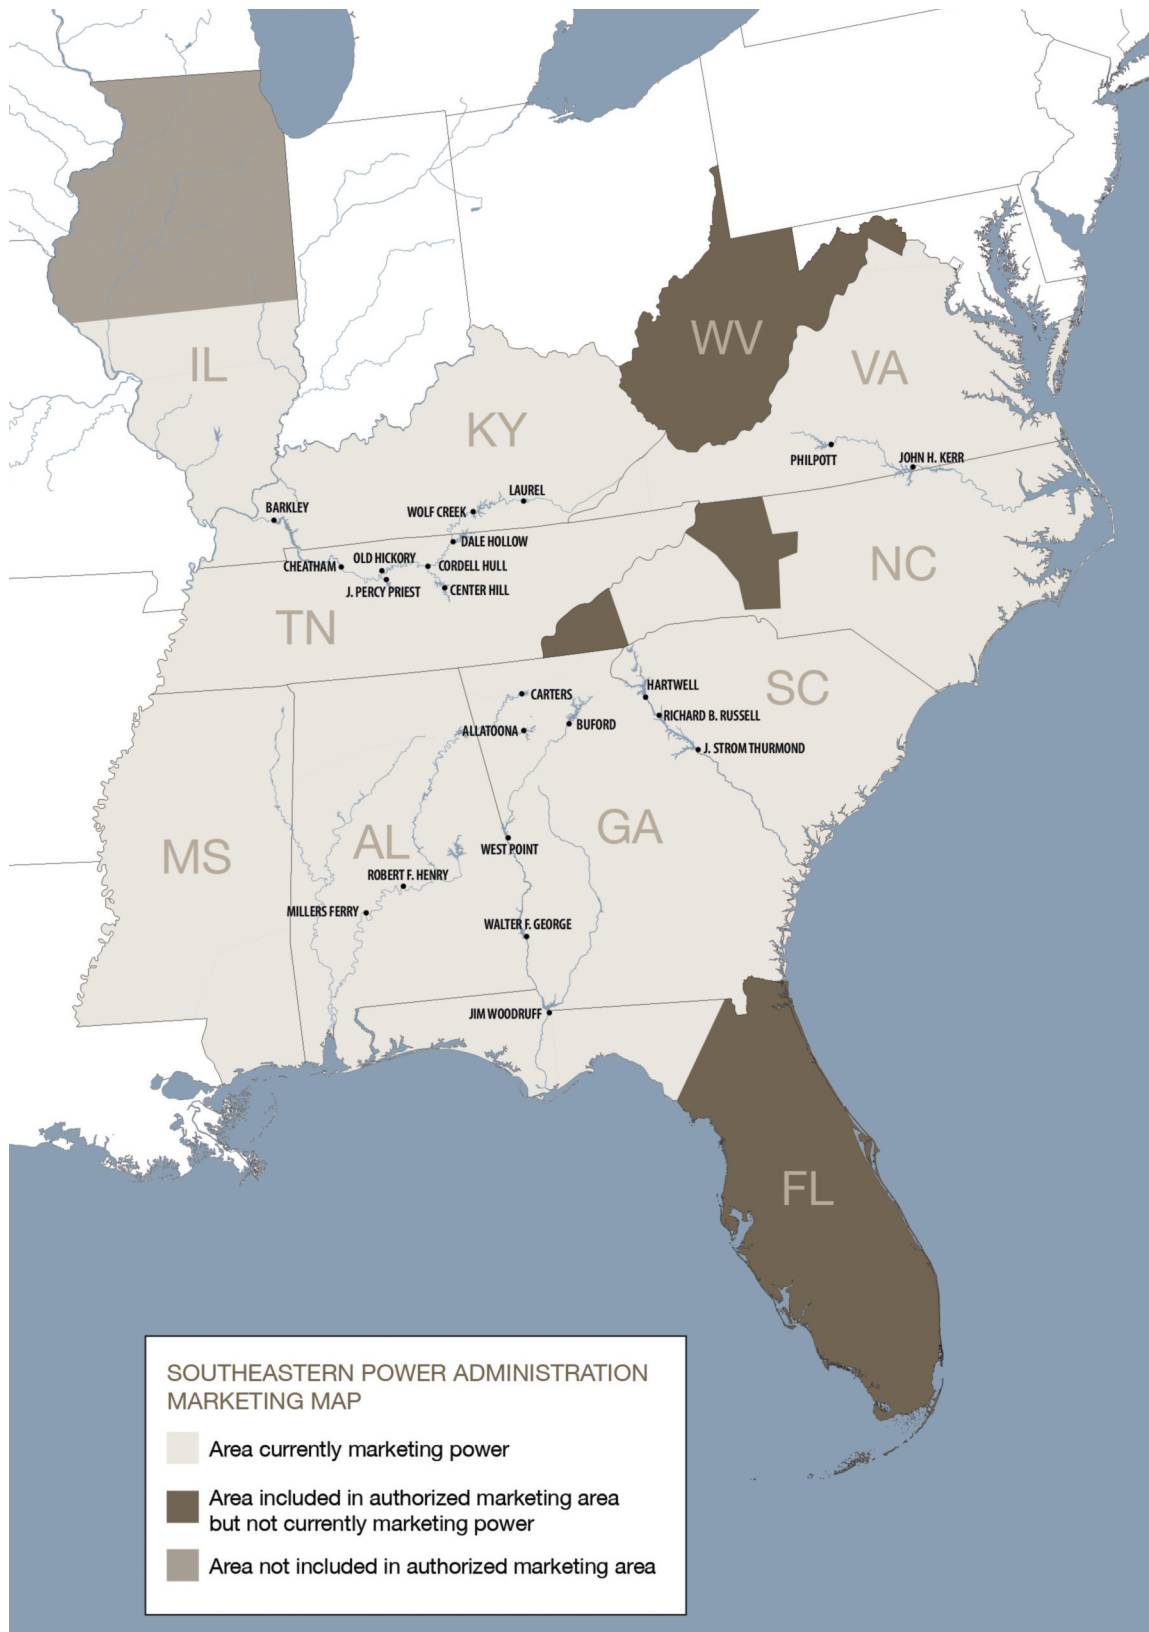 WV
IL
VA
KY
PHILPOTT
JOHN H. KERR
LAUREL
BARKLEY
WOLF CREEK
DALE HOLLOW
OLD HICKORY
CHEATHAM
CORDELL HULL
J. PERCY PRIEST
CENTER HILL
NC
TN
HARTWELL
SC
CARTERS
RICHARD B. RUSSELL
BUFORD
ALLATOONA
J. STROM THURMOND
GA
AL
MS
WEST POINT
ROBERT F. HENRY
MILLERS FERRY
WALTER F. GEORGE
JIM WOODRUFF
FL
SOUTHEASTERN POWER ADMINISTRATION
MARKETING MAP
Area currently marketing power
Area included in authorized marketing area
but not currently marketing power
Area not included in authorized marketing area